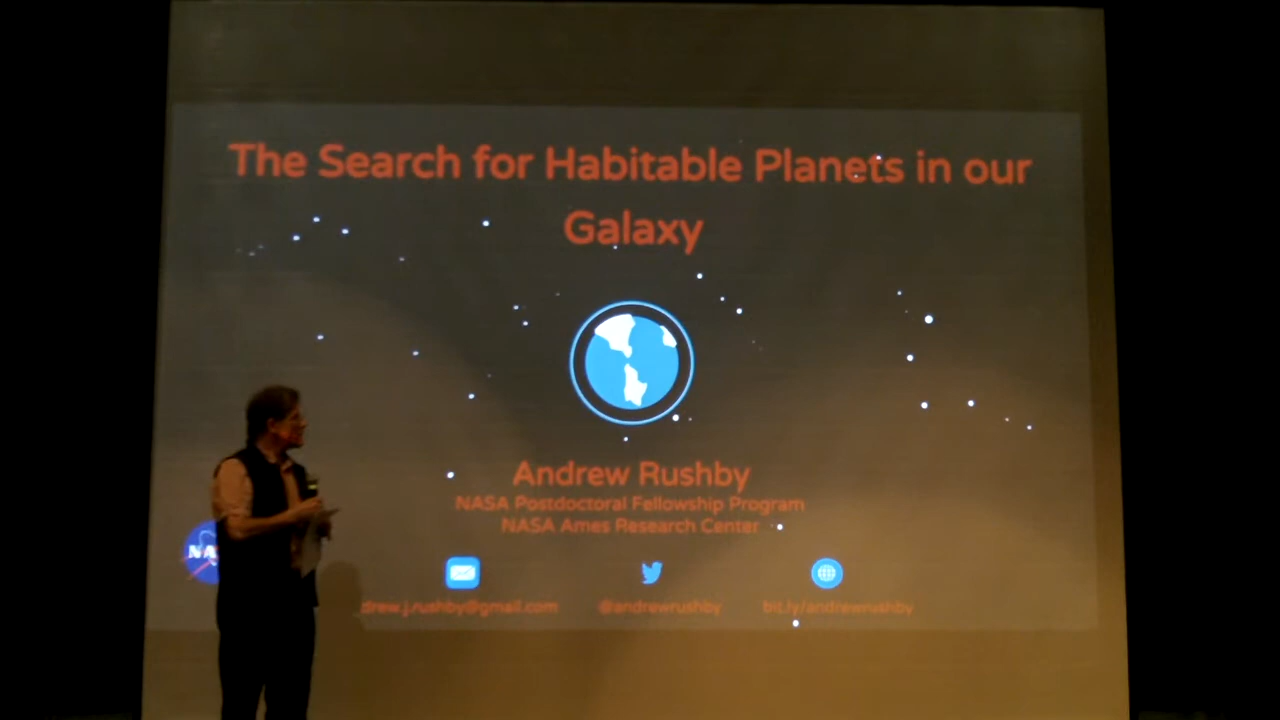 The Search for Habitable Planets in our
Galaxy
Andrew Rushby
NASA Postdoctoral Fellowship Program
NASA Ames Research Center
NA
drew.j.rushby@gmail.com
@andrewrushby
bit.ly/andrewrushby